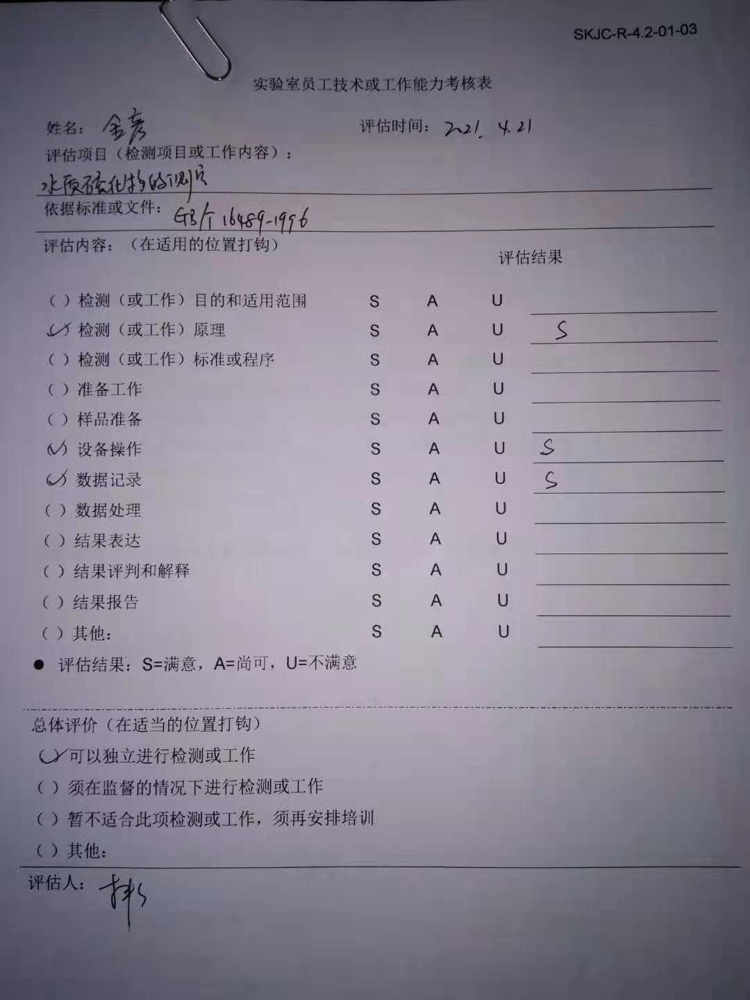 SKJC-R-4.2-01-03
实验室员工技术或工作能力考核表
姓名： 金彦 评估时间： 2021. 4.21
评估项目（检测项目或工作内容）：
水质硫化物的测定
依据标准或文件： GB/T 16489-1996
评估内容：（在适用的位置打钩） 评估结果
（ ）检测（或工作）目的和适用范围 S A U
（✓）检测（或工作）原理 S A U S
（ ）检测（或工作）标准或程序 S A U
（ ）准备工作 S A U
（ ）样品准备 S A U
（✓）设备操作 S A U S
（✓）数据记录 S A U S
（ ）数据处理 S A U
（ ）结果表达 S A U
（ ）结果评判和解释 S A U
（ ）结果报告 S A U
（ ）其他： S A U
● 评估结果：S=满意，A=尚可，U=不满意
总体评价（在适当的位置打钩）
（✓）可以独立进行检测或工作
（ ）须在监督的情况下进行检测或工作
（ ）暂不适合此项检测或工作，须再安排培训
（ ）其他：
评估人：